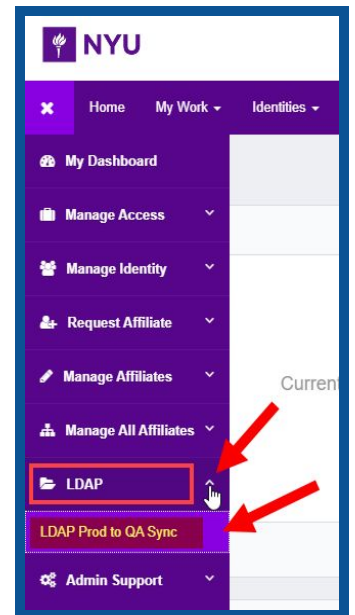 NYU
Home My Work Identities
My Dashboard
Manage Access
Manage Identity
Request Affiliate
Manage Affiliates
Current
Manage All Affiliates
LDAP
LDAP Prod to QA Sync
Admin Support